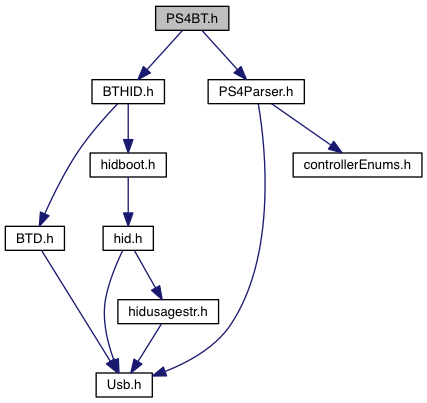 PS4BT.h
BTHID.h
PS4Parser.h
hidboot.h
controllerEnums.h
BTD.h
hid.h
hidusagestr.h
Usb.h